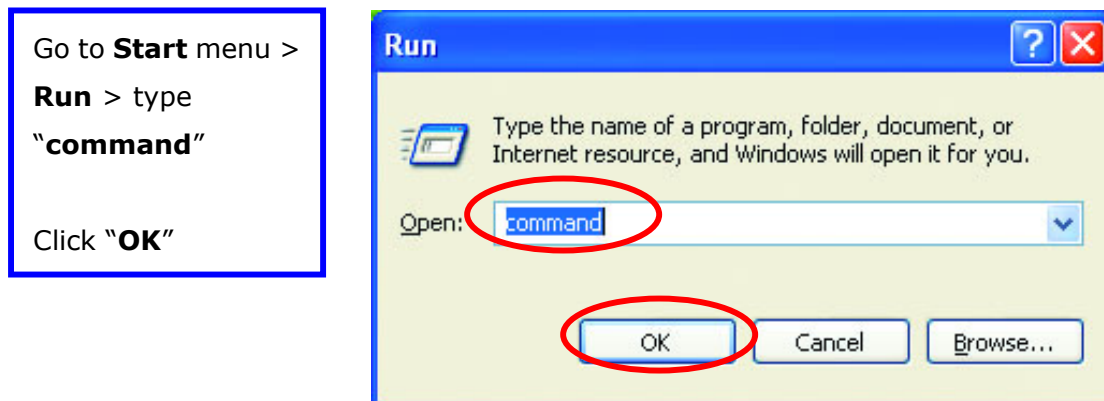 Go to Start menu >
Run > type
“command”
Click “OK”
Run
Type the name of a program, folder, document, or
Internet resource, and Windows will open it for you.
Open: command
OK Cancel Browse...